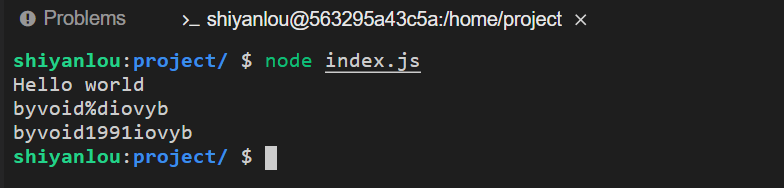 Problems
>_ shiyanlou@563295a43c5a:/home/project ×
shiyanlou:project/ $ node index.js
Hello world
byvoid%diovyb
byvoid1991iovyb
shiyanlou:project/ $